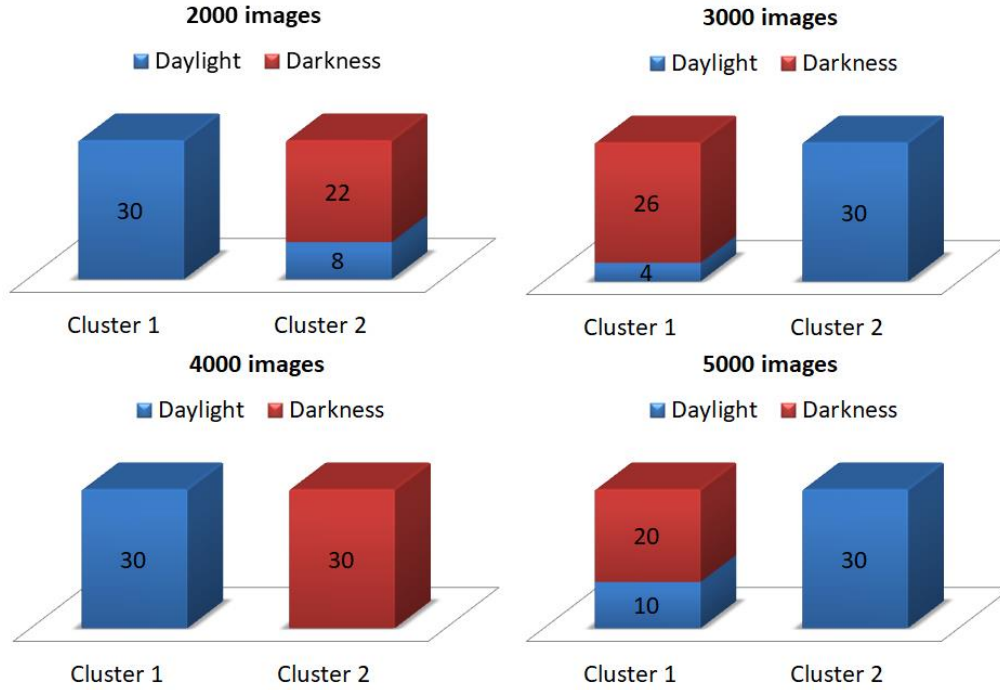 2000 images
Daylight Darkness
30
22
8
Cluster 1 Cluster 2
3000 images
Daylight Darkness
26
4
30
Cluster 1 Cluster 2
4000 images
Daylight Darkness
30 30
Cluster 1 Cluster 2
5000 images
Daylight Darkness
20
10
30
Cluster 1 Cluster 2